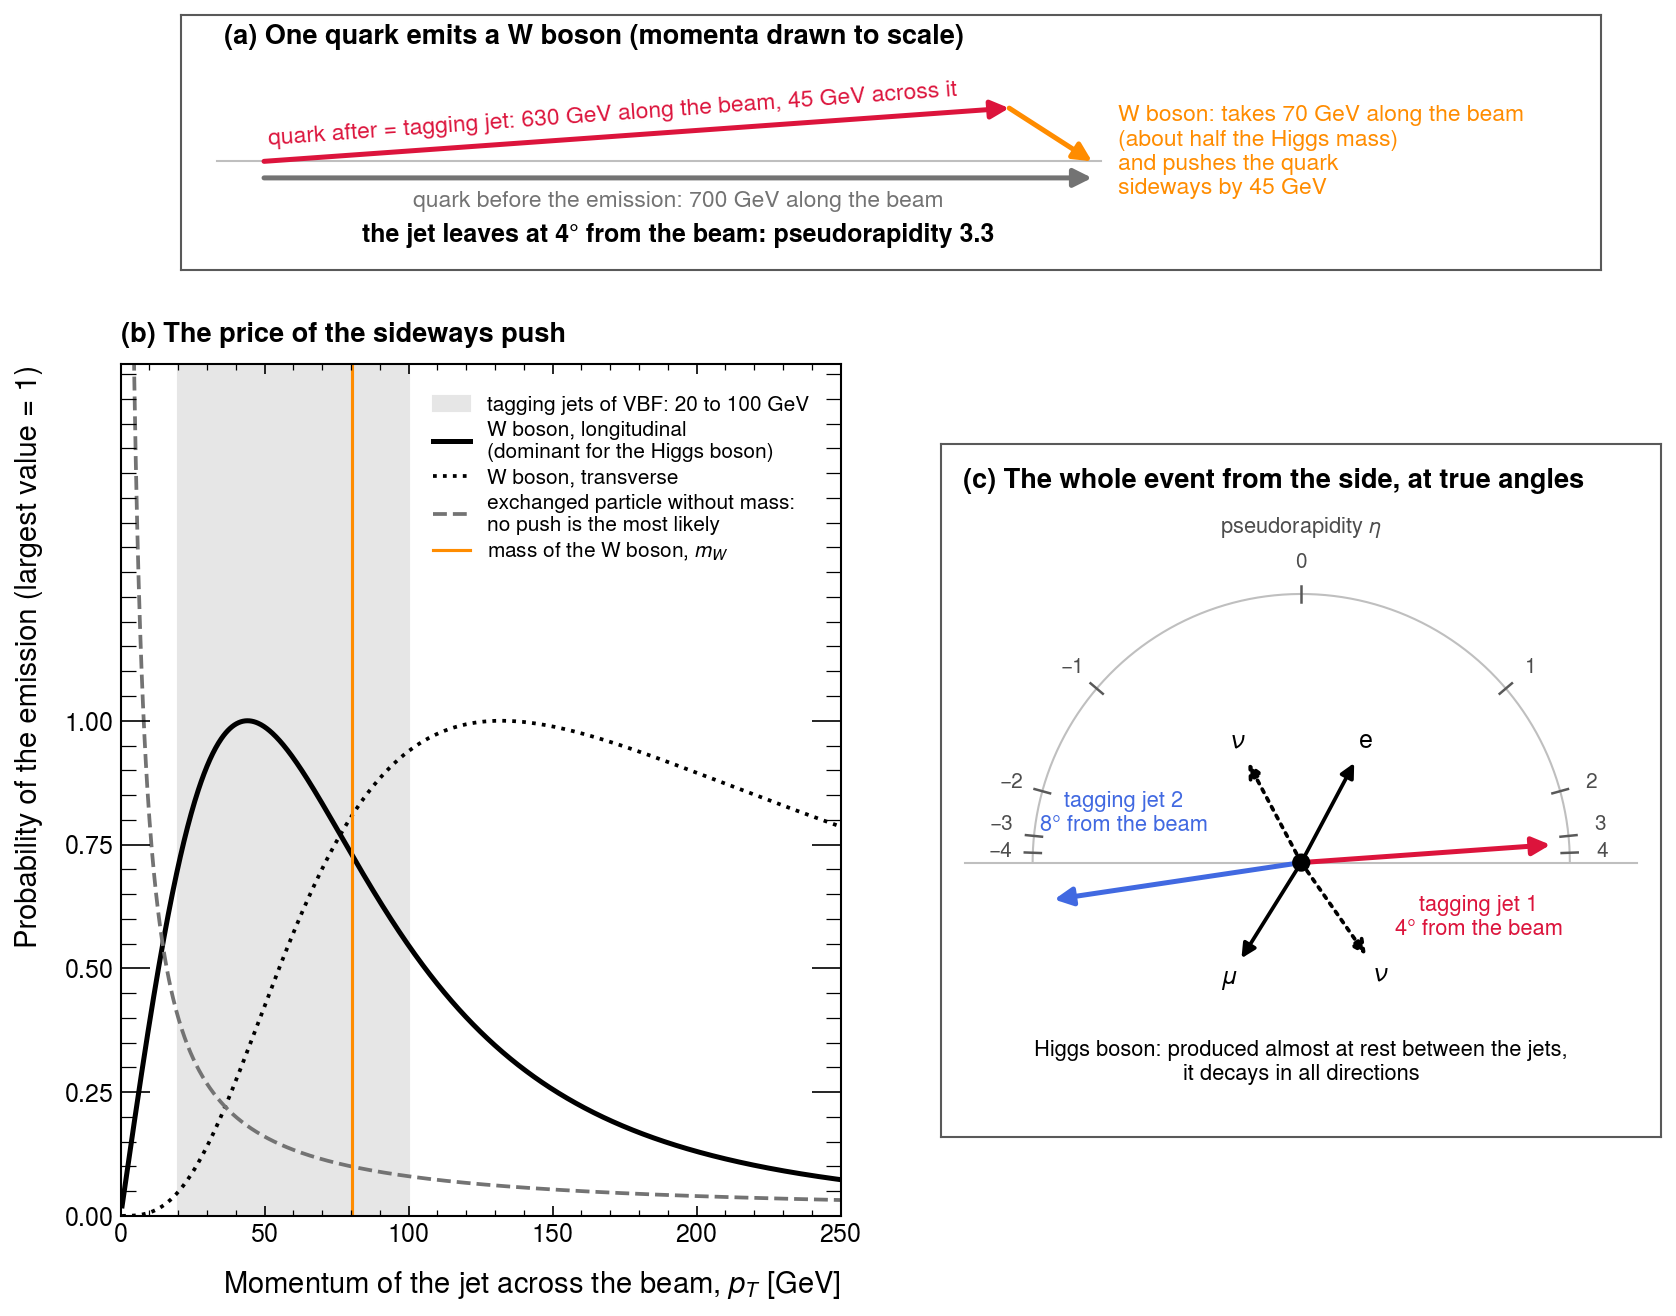 (a) One quark emits a W boson (momenta drawn to scale)
quark after = tagging jet: 630 GeV along the beam, 45 GeV across it
W boson: takes 70 GeV along the beam
(about half the Higgs mass)
and pushes the quark
sideways by 45 GeV
quark before the emission: 700 GeV along the beam
the jet leaves at 4° from the beam: pseudorapidity 3.3
(b) The price of the sideways push
Probability of the emission (largest value = 1)
tagging jets of VBF: 20 to 100 GeV
W boson, longitudinal
(dominant for the Higgs boson)
W boson, transverse
exchanged particle without mass:
no push is the most likely
mass of the W boson, m_W
1.00
0.75
0.50
0.25
0.00
0 50 100 150 200 250
Momentum of the jet across the beam, p_T [GeV]
(c) The whole event from the side, at true angles
pseudorapidity η
0
−1 1
−2 2
−3 3
−4 4
ν e
tagging jet 2
8° from the beam
tagging jet 1
4° from the beam
μ ν
Higgs boson: produced almost at rest between the jets,
it decays in all directions